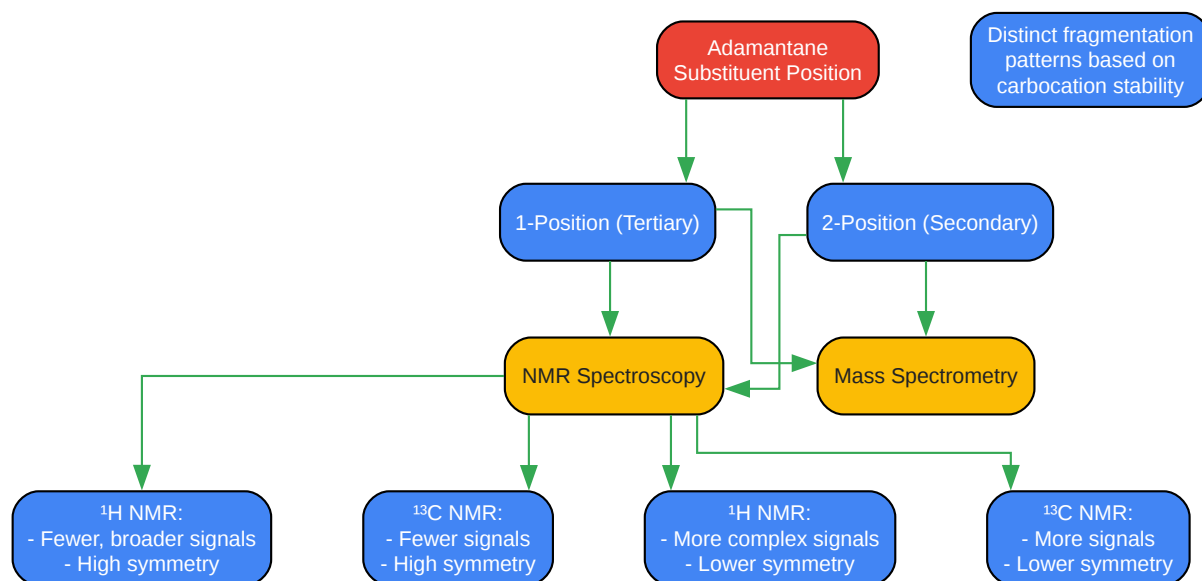 Adamantane
Substituent Position
Distinct fragmentation
patterns based on
carbocation stability
1-Position (Tertiary)
2-Position (Secondary)
NMR Spectroscopy
Mass Spectrometry
¹H NMR:
- Fewer, broader signals
- High symmetry
¹³C NMR:
- Fewer signals
- High symmetry
¹H NMR:
- More complex signals
- Lower symmetry
¹³C NMR:
- More signals
- Lower symmetry